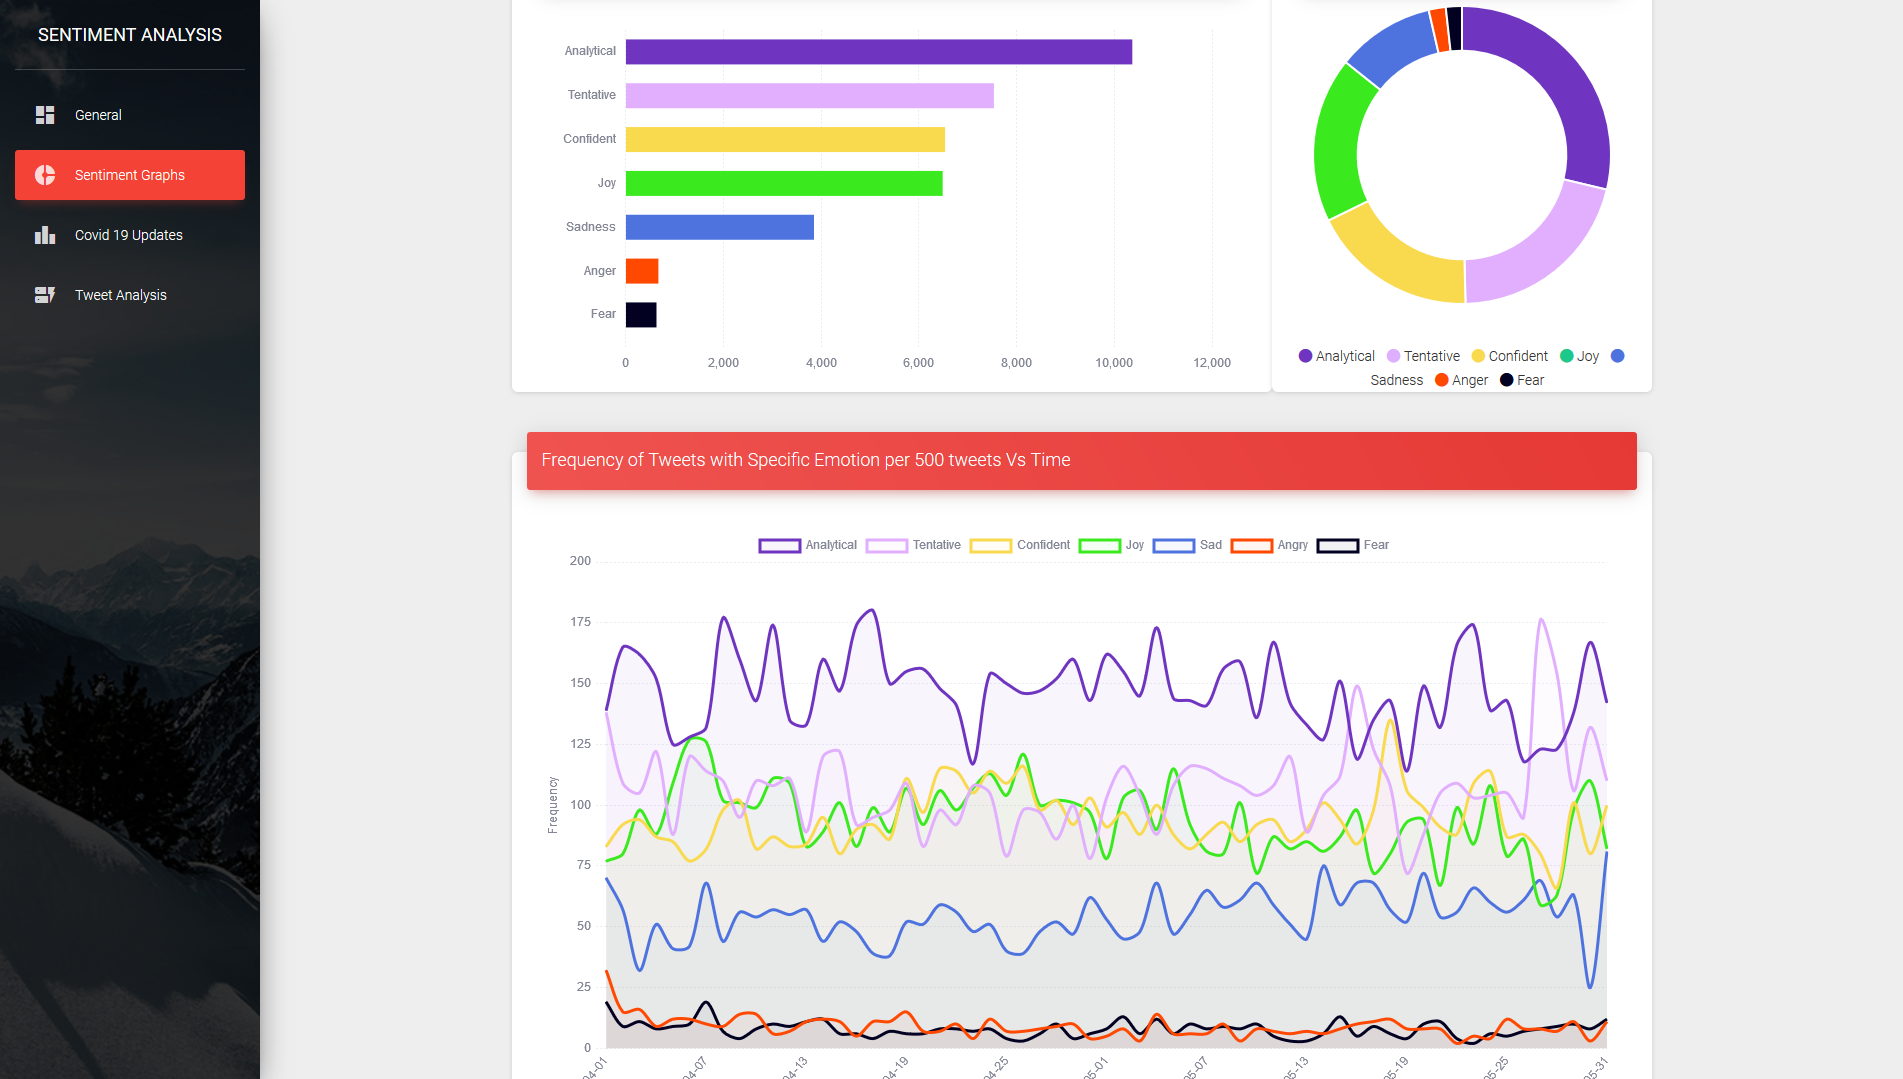 SENTIMENT ANALYSIS
General
Sentiment Graphs
Covid 19 Updates
Tweet Analysis
Analytical
Tentative
Confident
Joy
Sadness
Anger
Fear
0 2,000 4,000 6,000 8,000 10,000 12,000
Analytical Tentative Confident Joy
Sadness Anger Fear
Frequency of Tweets with Specific Emotion per 500 tweets Vs Time
Analytical Tentative Confident Joy Sad Angry Fear
200
175
150
125
100
75
50
25
0
Frequency
04-01 04-07 04-13 04-19 04-25 05-01 05-07 05-13 05-19 05-25 05-31